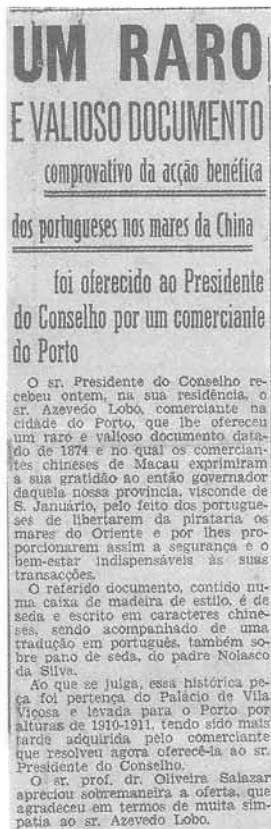 UM RARO
E VALIOSO DOCUMENTO
comprovativo da acção benéfica
dos portugueses nos mares da China
foi oferecido ao Presidente
do Conselho por um comerciante
do Porto
O sr. Presidente do Conselho re-
cebeu ontem, na sua residência, o
sr. Azevedo Lobo, comerciante na
cidade do Porto, que lhe ofereceu
um raro e valioso documento data-
do de 1874 e no qual os comercian-
tes chineses de Macau exprimiram
a sua gratidão ao então governador
daquela nossa província, visconde de
S. Januário, pelo feito dos portugue-
ses de libertarem da pirataria os
mares do Oriente e por lhes pro-
porcionarem assim a segurança e o
bem-estar indispensáveis às suas
transacções.
O referido documento, contido nu-
ma caixa de madeira de estilo, é de
seda e escrito em caracteres chine-
ses, sendo acompanhado de uma
tradução em português, também so-
bre pano de seda, do padre Nolasco
da Silva.
Ao que se julga, essa histórica pe-
ça foi pertença do Palácio de Vila
Viçosa e levada para o Porto por
alturas de 1910-1911, tendo sido mais
tarde adquirida pelo comerciante
que resolveu agora oferecê-la ao sr.
Presidente do Conselho.
O sr. prof. dr. Oliveira Salazar
apreciou sobremaneira a oferta, que
agradeceu em termos de muita sim-
patia ao sr. Azevedo Lobo.